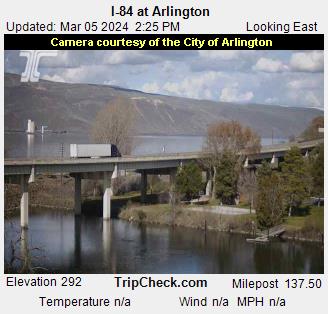 I-84 at Arlington
Updated: Mar 05 2024 2:25 PM Looking East
Camera courtesy of the City of Arlington
Elevation 292 TripCheck.com Milepost 137.50
Temperature n/a Wind n/a MPH n/a